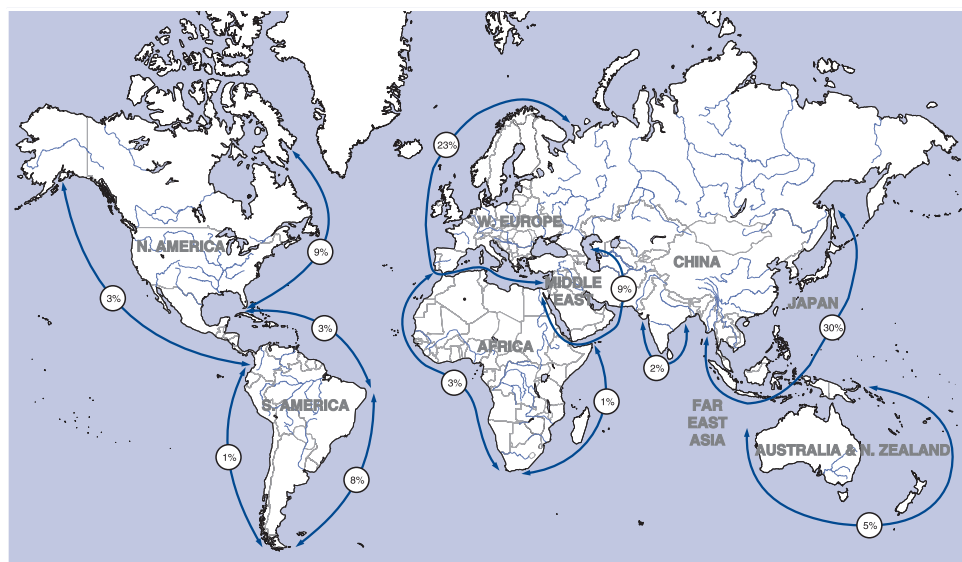 23%
W. EUROPE
N. AMERICA
9%
CHINA
MIDDLE
EAST
9%
3%
JAPAN
3%
30%
AFRICA
2%
3%
1%
S. AMERICA
FAR
EAST
ASIA
1%
AUSTRALIA & N. ZEALAND
8%
5%